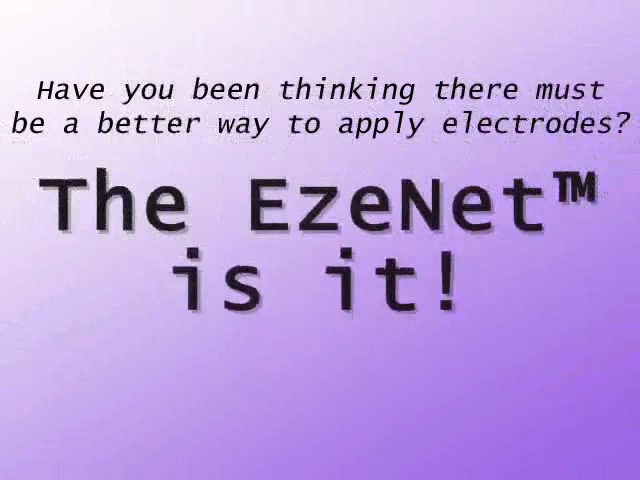 Have you been thinking there must
be a better way to apply electrodes?
The EzeNet™
is it!